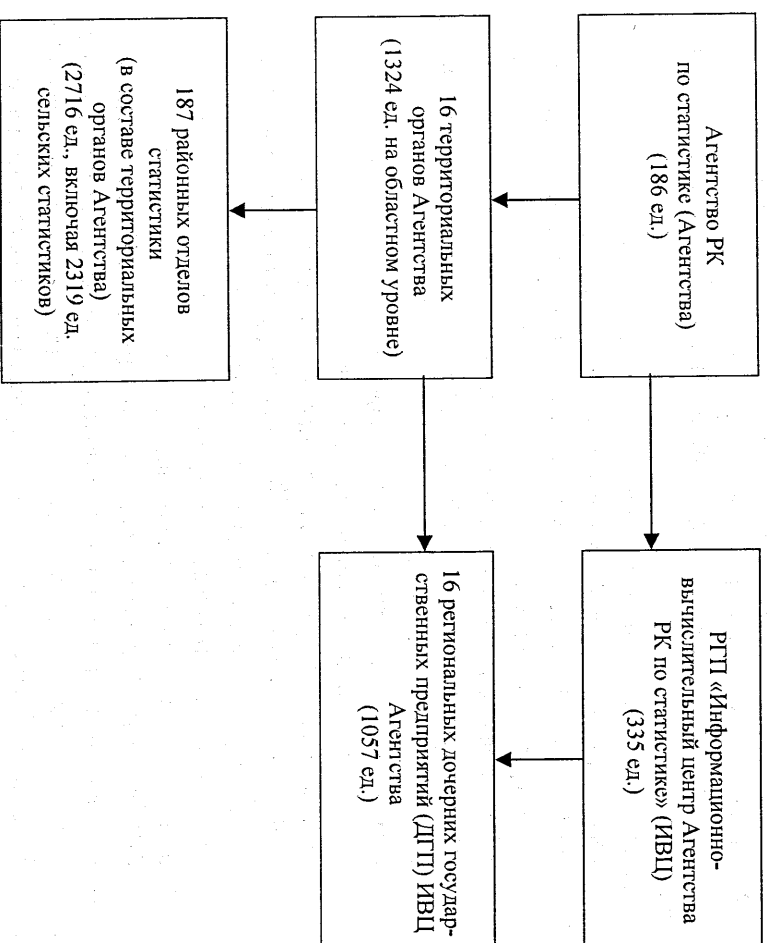 Агентство РК
по статистике (Агентства)
(186 ед.)
РГП «Информационно-
вычислительный центр Агентства
РК по статистике» (ИВЦ)
(335 ед.)
16 территориальных
органов Агентства
(1324 ед. на областном уровне)
16 региональных дочерних государ-
ственных предприятий (ДГП) ИВЦ
Агентства
(1057 ед.)
187 районных отделов
статистики
(в составе территориальных
органов Агентства)
(2716 ед., включая 2319 ед.
сельских статистиков)